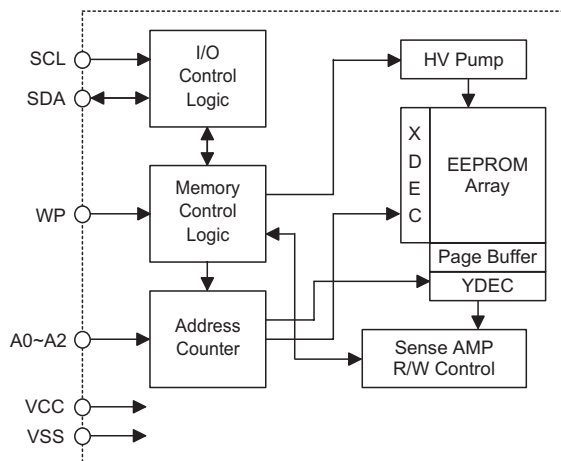 SCL
SDA
WP
A0~A2
VCC
VSS
I/O
Control
Logic
Memory
Control
Logic
Address
Counter
HV Pump
X
D
E
C
EEPROM
Array
Page Buffer
YDEC
Sense AMP
R/W Control